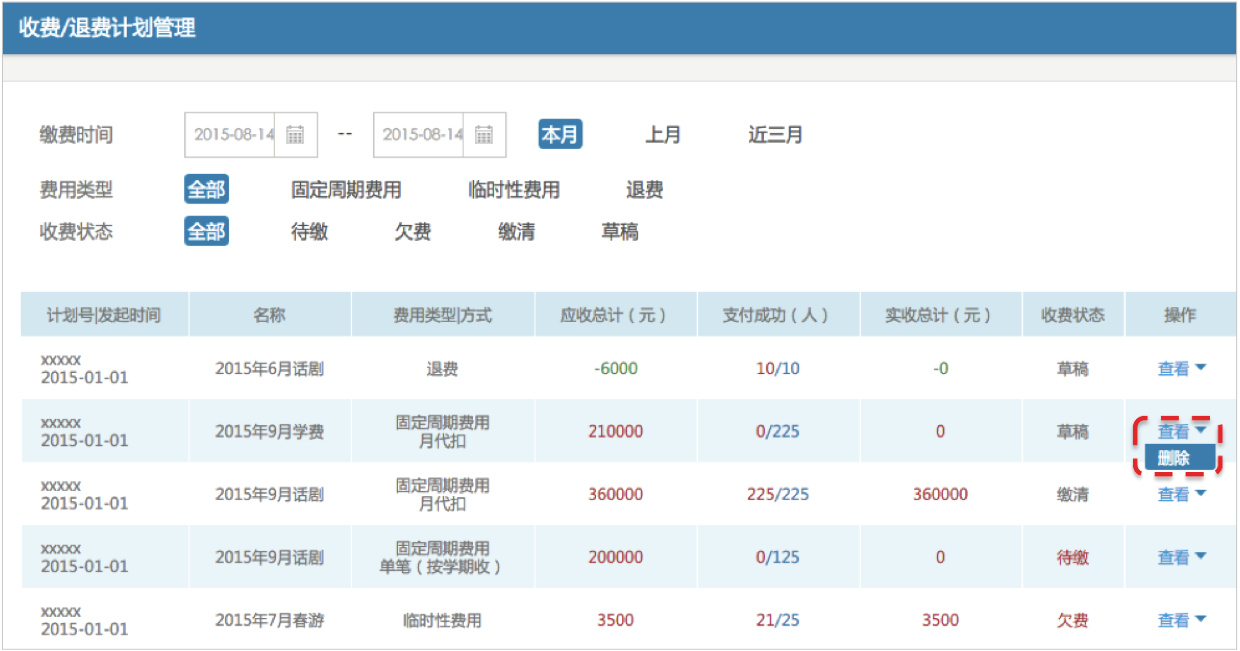 收费/退费计划管理
缴费时间 2015-08-14 -- 2015-08-14 本月 上月 近三月
费用类型 全部 固定周期费用 临时性费用 退费
收费状态 全部 待缴 欠费 缴清 草稿
计划号|发起时间 名称 费用类型|方式 应收总计（元） 支付成功（人） 实收总计（元） 收费状态 操作
xxxxx
2015-01-01 2015年6月话剧 退费 -6000 10/10 -0 草稿 查看
xxxxx 固定周期费用
2015-01-01 2015年9月学费 月代扣 210000 0/225 0 草稿 查看
删除
xxxxx 固定周期费用
2015-01-01 2015年9月话剧 月代扣 360000 225/225 360000 缴清 查看
xxxxx 固定周期费用
2015-01-01 2015年9月话剧 单笔（按学期收） 200000 0/125 0 待缴 查看
xxxxx
2015-01-01 2015年7月春游 临时性费用 3500 21/25 3500 欠费 查看